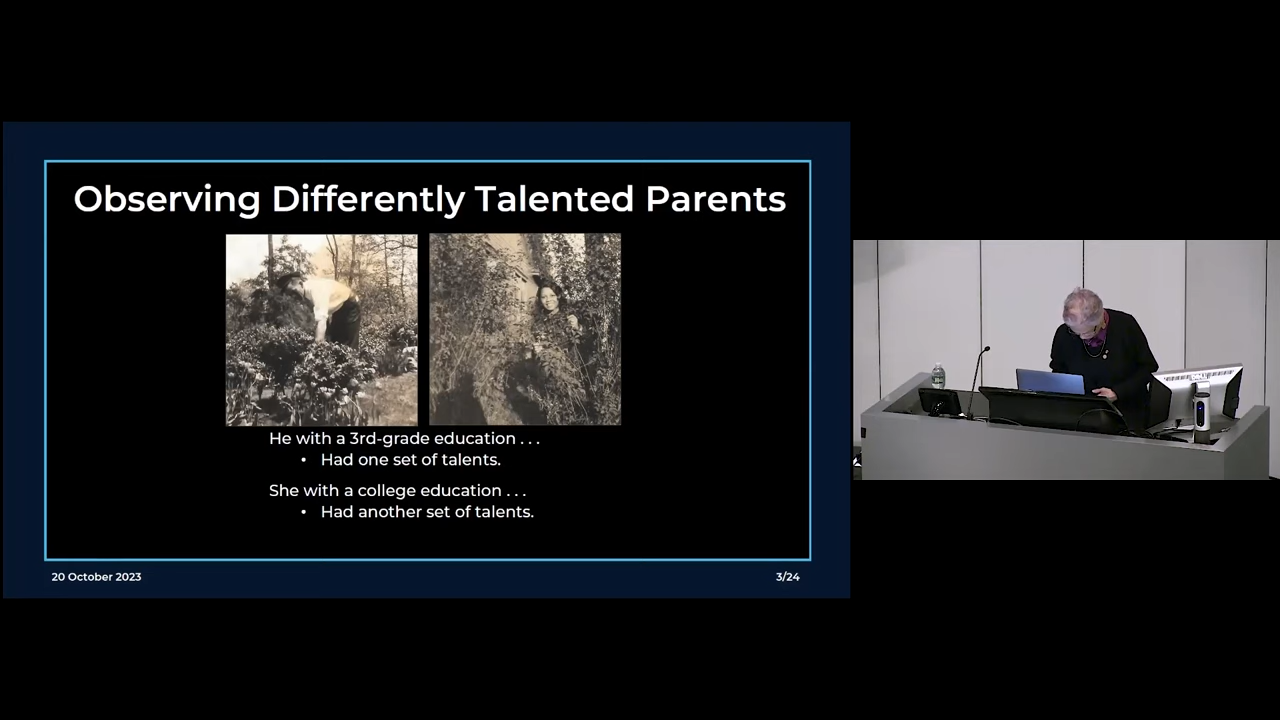 Observing Differently Talented Parents
He with a 3rd-grade education . . .
• Had one set of talents.
She with a college education . . .
• Had another set of talents.
20 October 2023
3/24